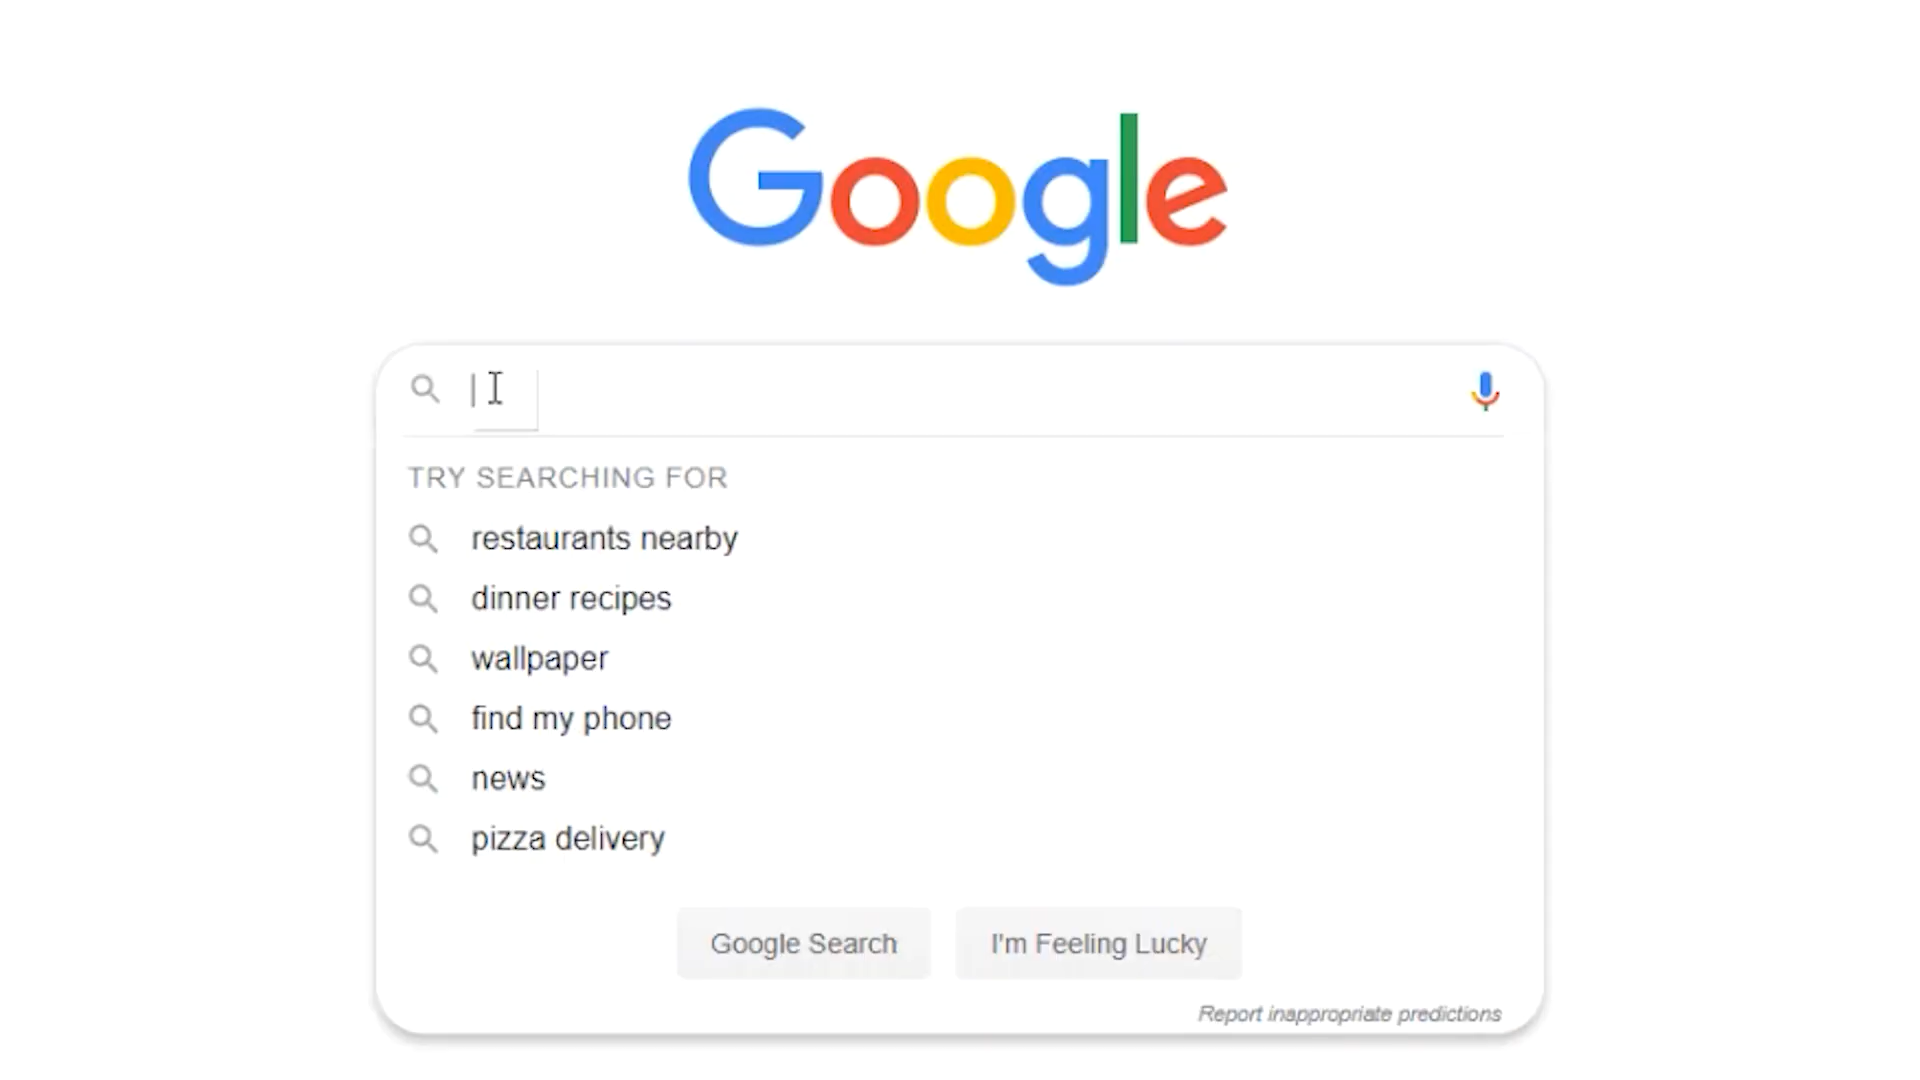 Google
TRY SEARCHING FOR
restaurants nearby
dinner recipes
wallpaper
find my phone
news
pizza delivery
Google Search
I'm Feeling Lucky
Report inappropriate predictions